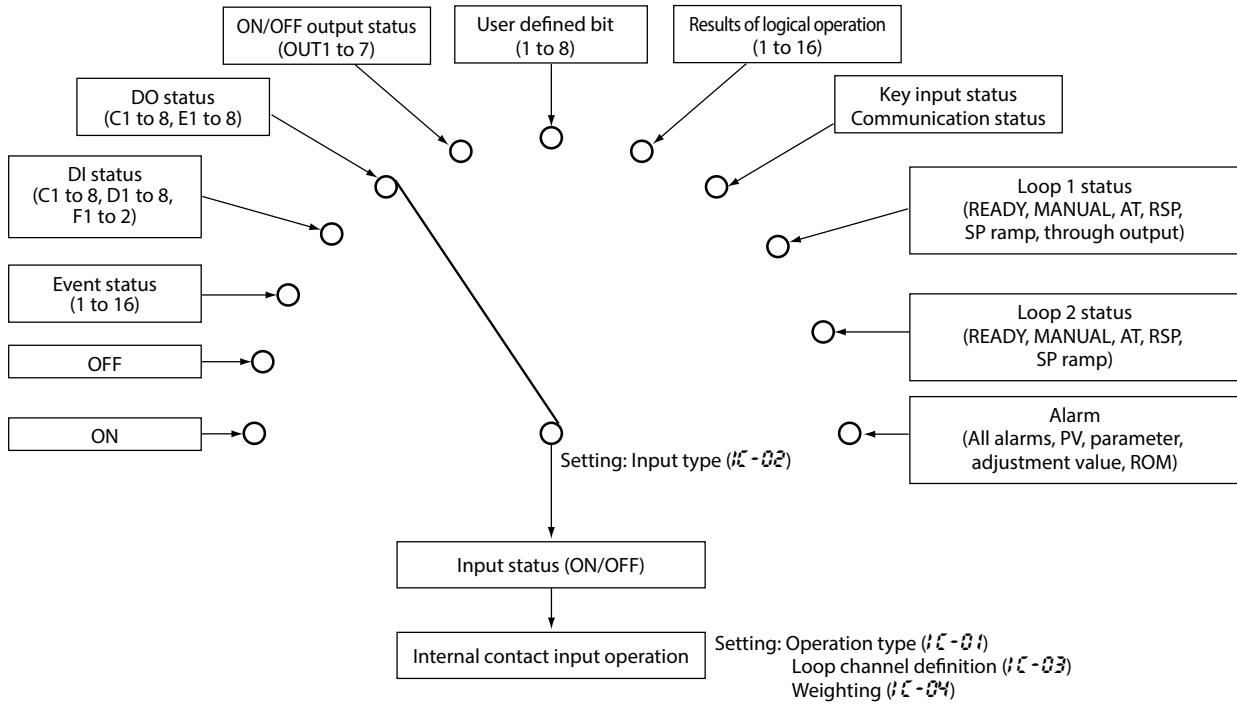 ON/OFF output status
(OUT1 to 7)
User defined bit
(1 to 8)
Results of logical operation
(1 to 16)
DO status
(C1 to 8, E1 to 8)
Key input status
Communication status
DI status
(C1 to 8, D1 to 8,
F1 to 2)
Loop 1 status
(READY, MANUAL, AT, RSP,
SP ramp, through output)
Event status
(1 to 16)
Loop 2 status
(READY, MANUAL, AT, RSP,
SP ramp)
OFF
ON
Alarm
(All alarms, PV, parameter,
adjustment value, ROM)
Setting: Input type (IC-02)
Input status (ON/OFF)
Internal contact input operation
Setting: Operation type (IC-01)
Loop channel definition (IC-03)
Weighting (IC-04)